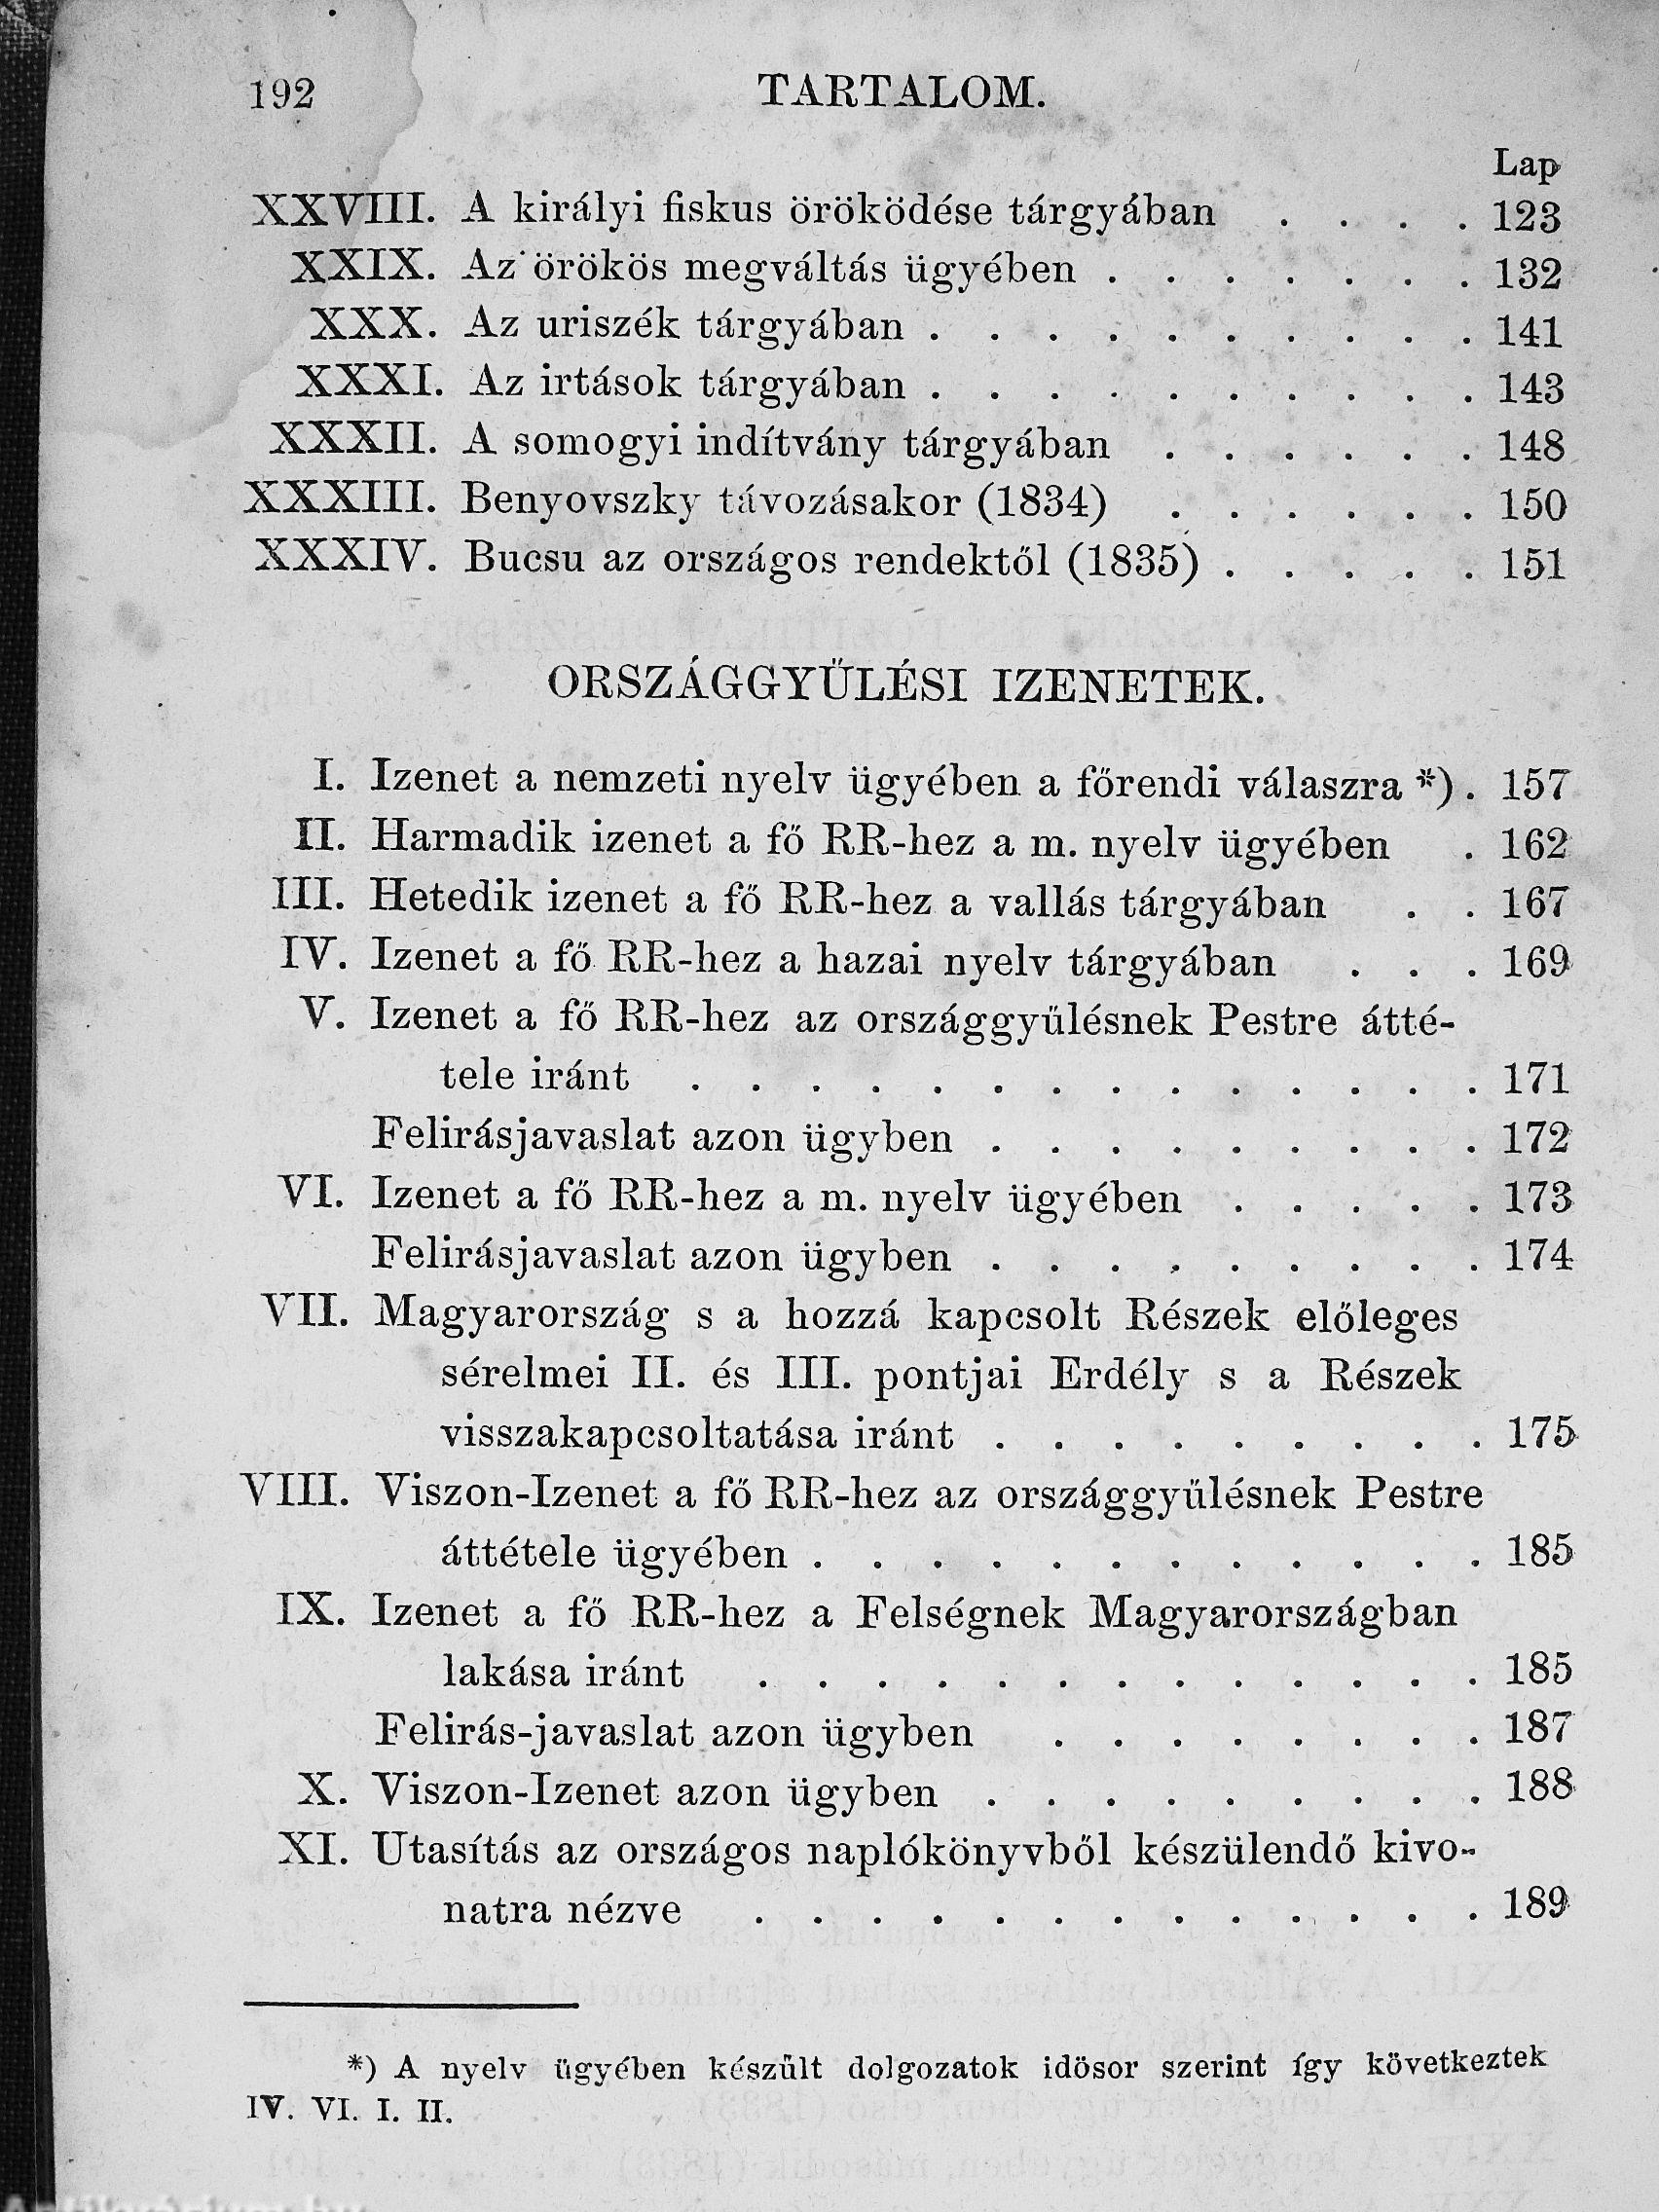 192 TARTALOM.
Lap
XXVIII. A királyi fiskus öröködése tárgyában . . . . 123
XXIX. Az örökös megváltás ügyében . . . . . . . 132
XXX. Az uriszék tárgyában . . . . . . . . . . 141
XXXI. Az irtások tárgyában . . . . . . . . . . 143
XXXII. A somogyi indítvány tárgyában . . . . . . 148
XXXIII. Benyovszky távozásakor (1834) . . . . . . 150
XXXIV. Bucsu az országos rendektől (1835) . . . . . 151
ORSZÁGGYŰLÉSI IZENETEK.
I. Izenet a nemzeti nyelv ügyében a főrendi válaszra *) . 157
II. Harmadik izenet a fő RR-hez a m. nyelv ügyében . 162
III. Hetedik izenet a fő RR-hez a vallás tárgyában . . 167
IV. Izenet a fő RR-hez a hazai nyelv tárgyában . . . 169
V. Izenet a fő RR-hez az országgyűlésnek Pestre átté-
tele iránt . . . . . . . . . . . . . . 171
Felirásjavaslat azon ügyben . . . . . . . . . 172
VI. Izenet a fő RR-hez a m. nyelv ügyében . . . . . 173
Felirásjavaslat azon ügyben . . . . . . . . . 174
VII. Magyarország s a hozzá kapcsolt Részek előleges
sérelmei II. és III. pontjai Erdély s a Részek
visszakapcsoltatása iránt . . . . . . . . . 175
VIII. Viszon-Izenet a fő RR-hez az országgyűlésnek Pestre
áttétele ügyében . . . . . . . . . . . . 185
IX. Izenet a fő RR-hez a Felségnek Magyarországban
lakása iránt . . . . . . . . . . . . . 185
Felirás-javaslat azon ügyben . . . . . . . . 187
X. Viszon-Izenet azon ügyben . . . . . . . . . 188
XI. Utasítás az országos naplókönyvből készülendő kivo-
natra nézve . . . . . . . . . . . . . 189
*) A nyelv ügyében készült dolgozatok idösor szerint így következtek
IV. VI. I. II.